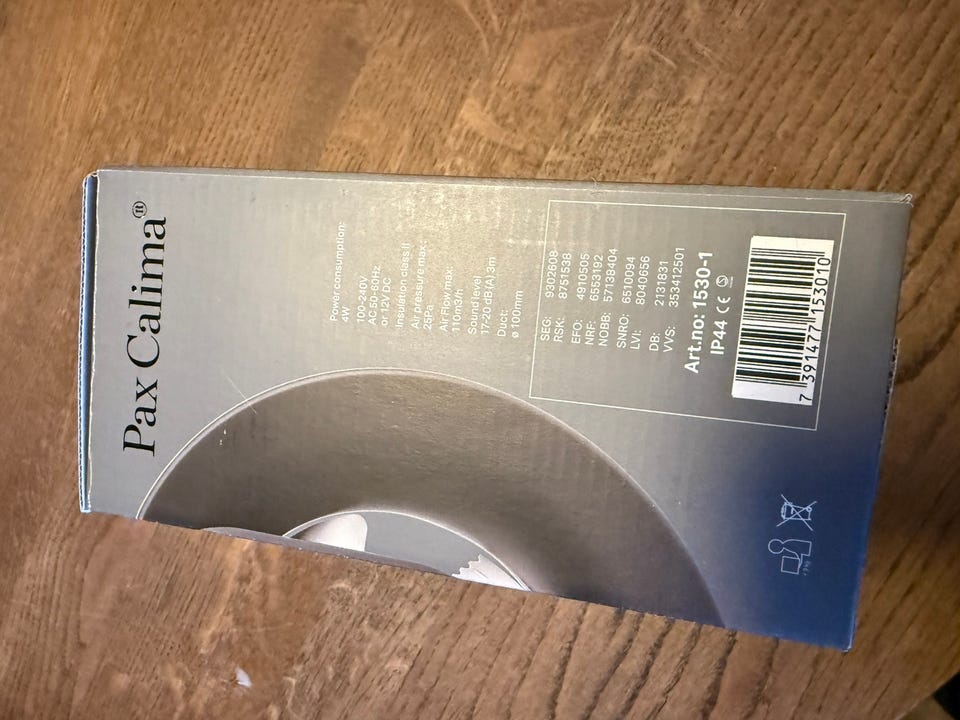 Pax Calima®
Power consumption:
4W
100-240V
AC 50-60Hz
or 12V DC
Insulation class: II
Air pressure max:
25Pa
Air Flow max:
110m3/h
Sound level
17-20 dB (A) 3m
Duct:
ø 100mm
SEG: 9302608
RSK: 8751538
EFO: 4910505
NRF: 6553192
NOBB: 57138404
SNRO: 6510094
LVI: 8040656
DB: 2131831
VVS: 353412501
Art.no: 1530-1
IP44 CE S
7 391477 153010